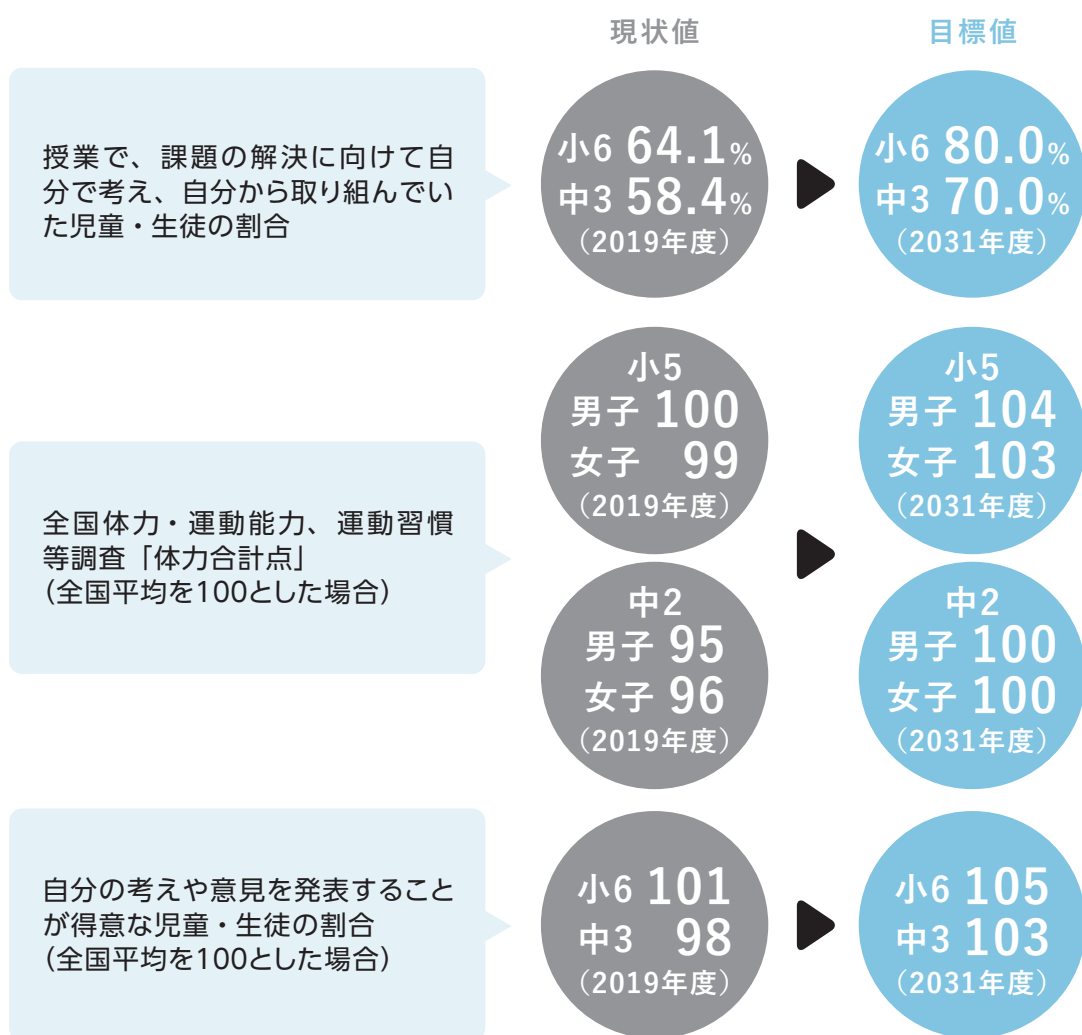 現状値
目標値
授業で、課題の解決に向けて自
分で考え、自分から取り組んでい
た児童・生徒の割合
小6 64.1%
中3 58.4%
（2019年度）
小6 80.0%
中3 70.0%
（2031年度）
全国体力・運動能力、運動習慣
等調査「体力合計点」
（全国平均を100とした場合）
小5
男子 100
女子 99
（2019年度）
小5
男子 104
女子 103
（2031年度）
中2
男子 95
女子 96
（2019年度）
中2
男子 100
女子 100
（2031年度）
自分の考えや意見を発表すること
が得意な児童・生徒の割合
（全国平均を100とした場合）
小6 101
中3 98
（2019年度）
小6 105
中3 103
（2031年度）